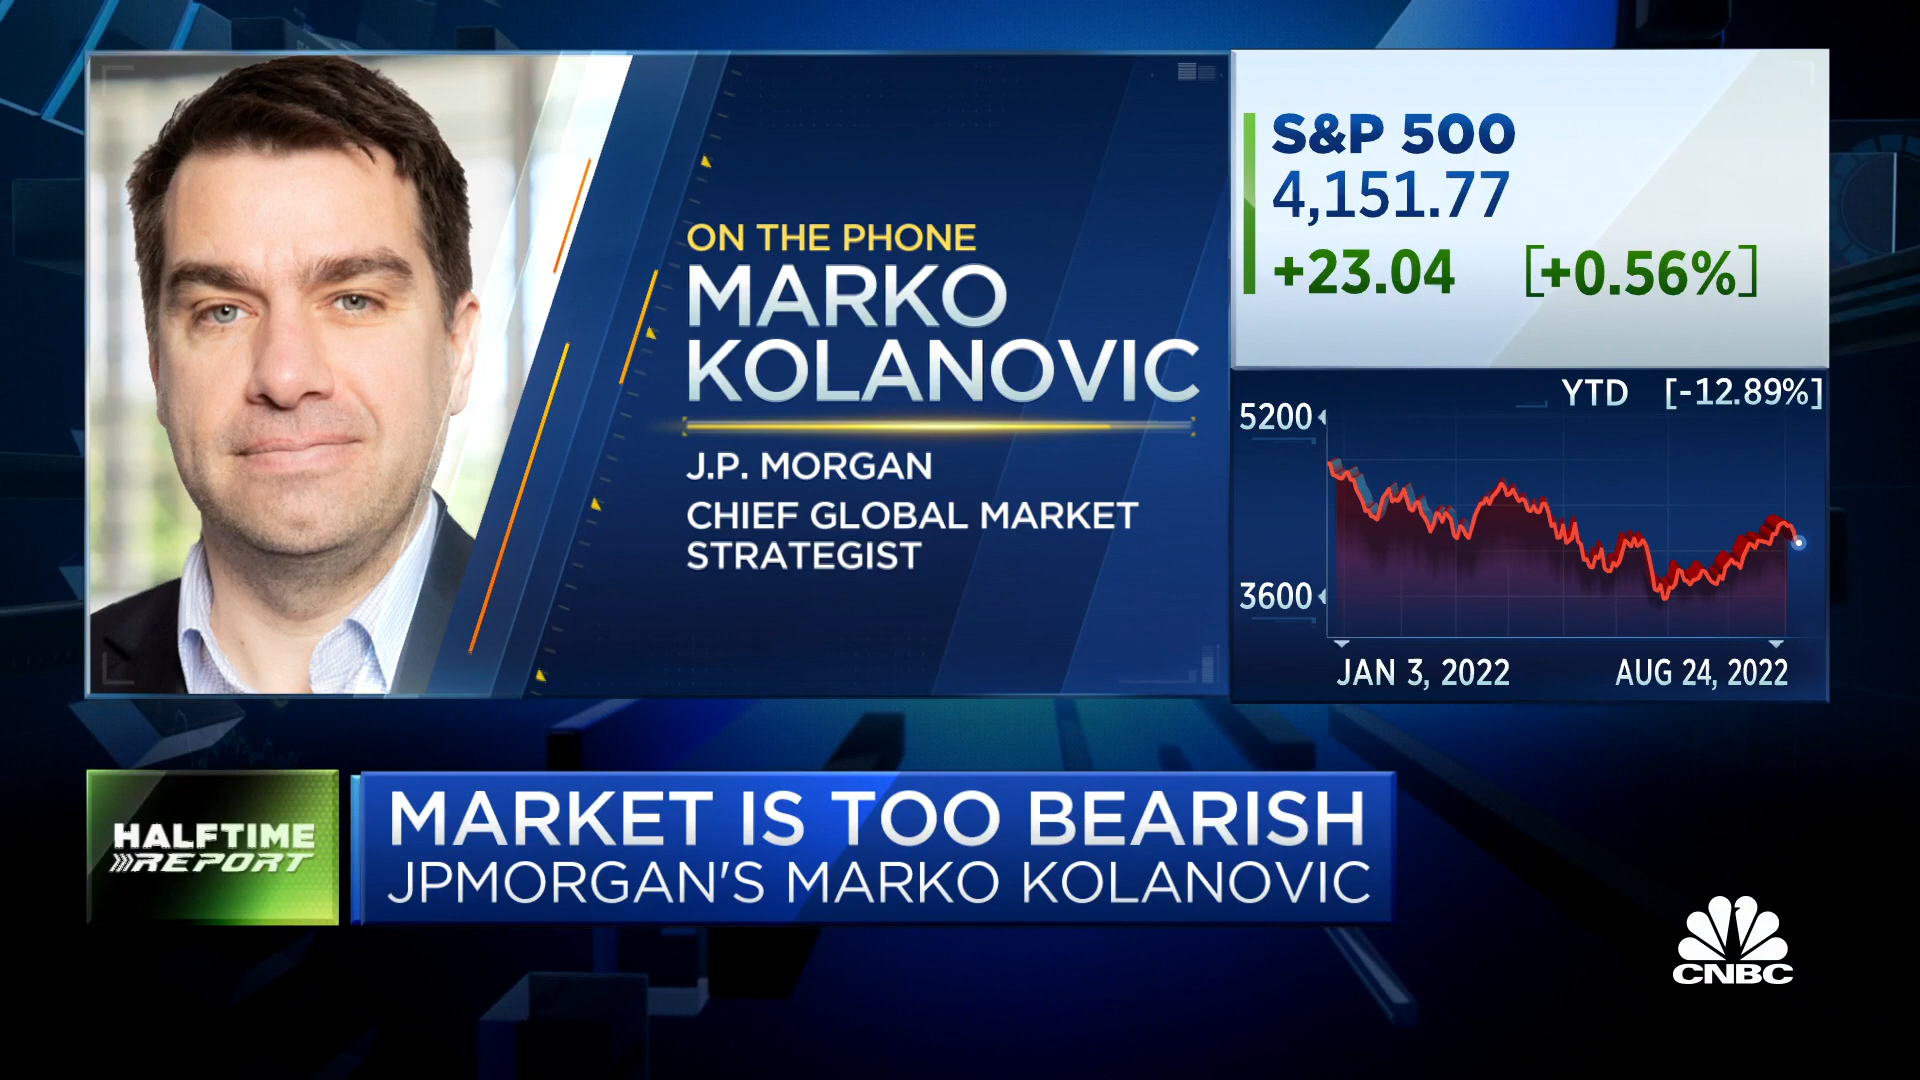 ON THE PHONE
MARKO
KOLANOVIC
J.P. MORGAN
CHIEF GLOBAL MARKET
STRATEGIST
S&P 500
4,151.77
+23.04 [+0.56%]
YTD [-12.89%]
5200
3600
JAN 3, 2022 AUG 24, 2022
HALFTIME
REPORT
MARKET IS TOO BEARISH
JPMORGAN'S MARKO KOLANOVIC
CNBC